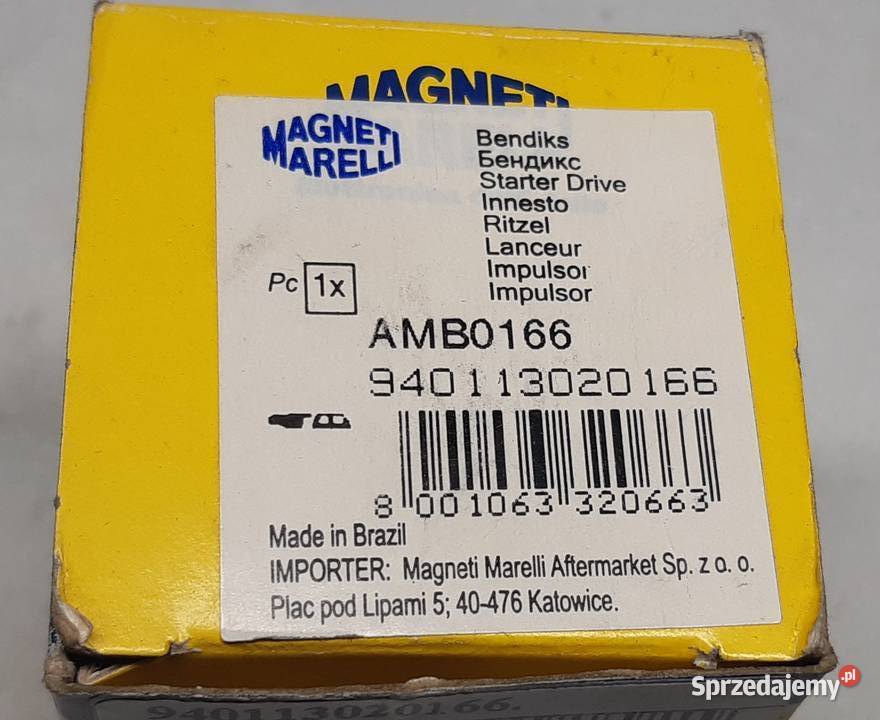 MAGNETI
MAGNETI
MARELLI
Bendiks
Бендикс
Starter Drive
Innesto
Ritzel
Lanceur
Impulsor
Impulsor
Pc 1x
AMB0166
940113020166
8 001063 320663
Made in Brazil
IMPORTER: Magneti Marelli Aftermarket Sp. z o. o.
Plac pod Lipami 5; 40-476 Katowice.
940113020166.
Sprzedajemy.pl